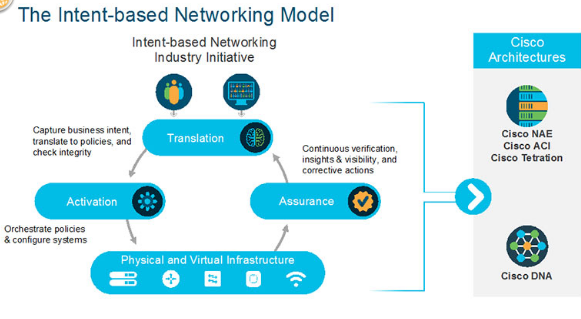 The Intent-based Networking Model
Intent-based Networking
Industry Initiative
Cisco
Architectures
Translation
Capture business intent,
translate to policies, and
check integrity
Continuous verification,
insights & visibility, and
corrective actions
Activation
Assurance
Orchestrate policies
& configure systems
Physical and Virtual Infrastructure
Cisco NAE
Cisco ACI
Cisco Tetration
Cisco DNA